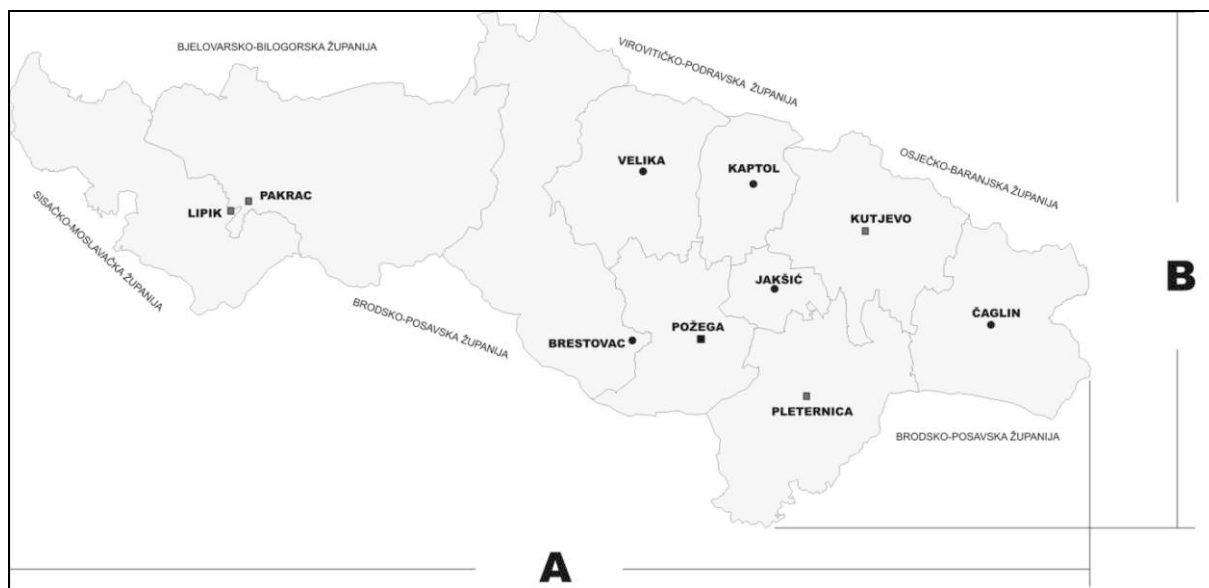 BJELOVARSKO-BILOGORSKA ŽUPANIJA
VIROVITIČKO-PODRAVSKA ŽUPANIJA
OSJEČKO-BARANJSKA ŽUPANIJA
VELIKA
KAPTOL
PAKRAC
LIPIK
KUTJEVO
SISAČKO-MOSLAVAČKA ŽUPANIJA
B
JAKŠIĆ
BRODSKO-POSAVSKA ŽUPANIJA
ČAGLIN
POŽEGA
BRESTOVAC
PLETERNICA
BRODSKO-POSAVSKA ŽUPANIJA
A